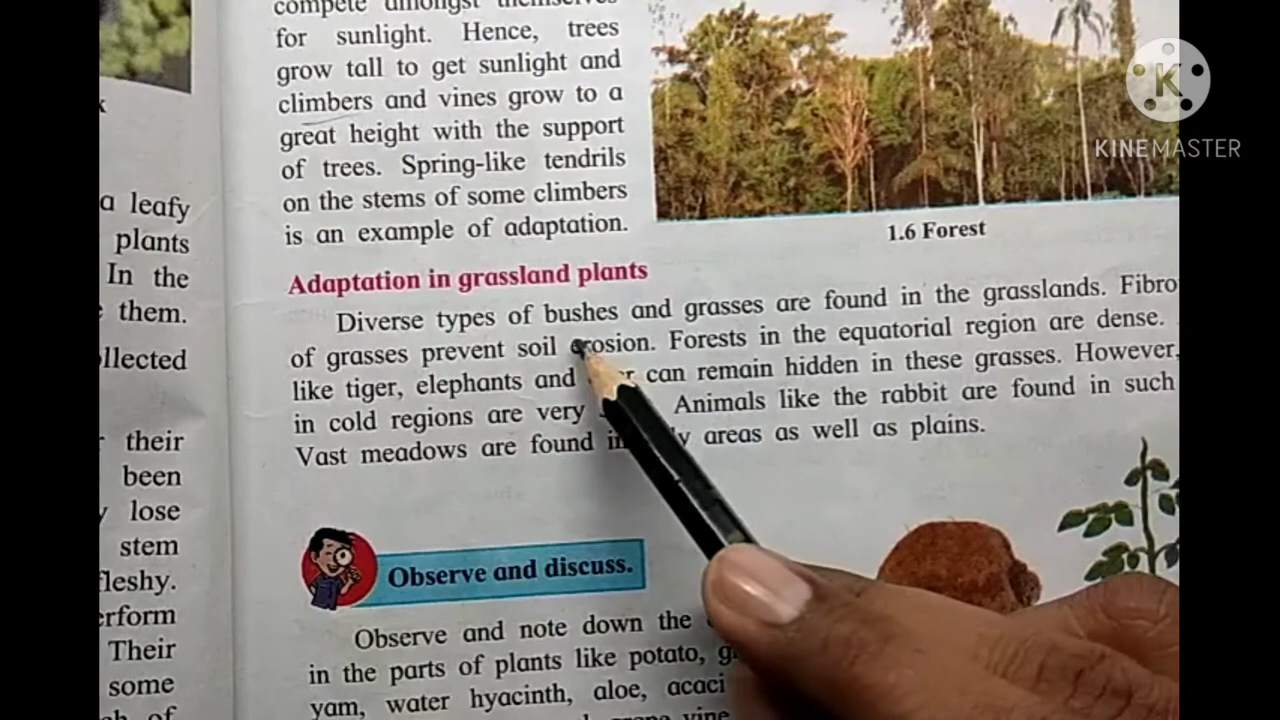 compete amongst themselves
for sunlight. Hence, trees
grow tall to get sunlight and
climbers and vines grow to a
great height with the support
of trees. Spring-like tendrils
on the stems of some climbers
is an example of adaptation.
1.6 Forest
K
KINEMASTER
a leafy
plants
In the
them.
their
been
lose
stem
Their
some
of
Adaptation in grassland plants
Diverse types of bushes and grasses are found in the grasslands.
of grasses prevent soil erosion. Forests in the equatorial region are dense.
like tiger, elephants and can remain hidden in these grasses. However,
in cold regions are very Animals like the rabbit are found in such
Vast meadows are found areas as well as plains.
Observe and discuss.
Observe and note down the
in the parts of plants like potato,
yam, water hyacinth, aloe,
vine